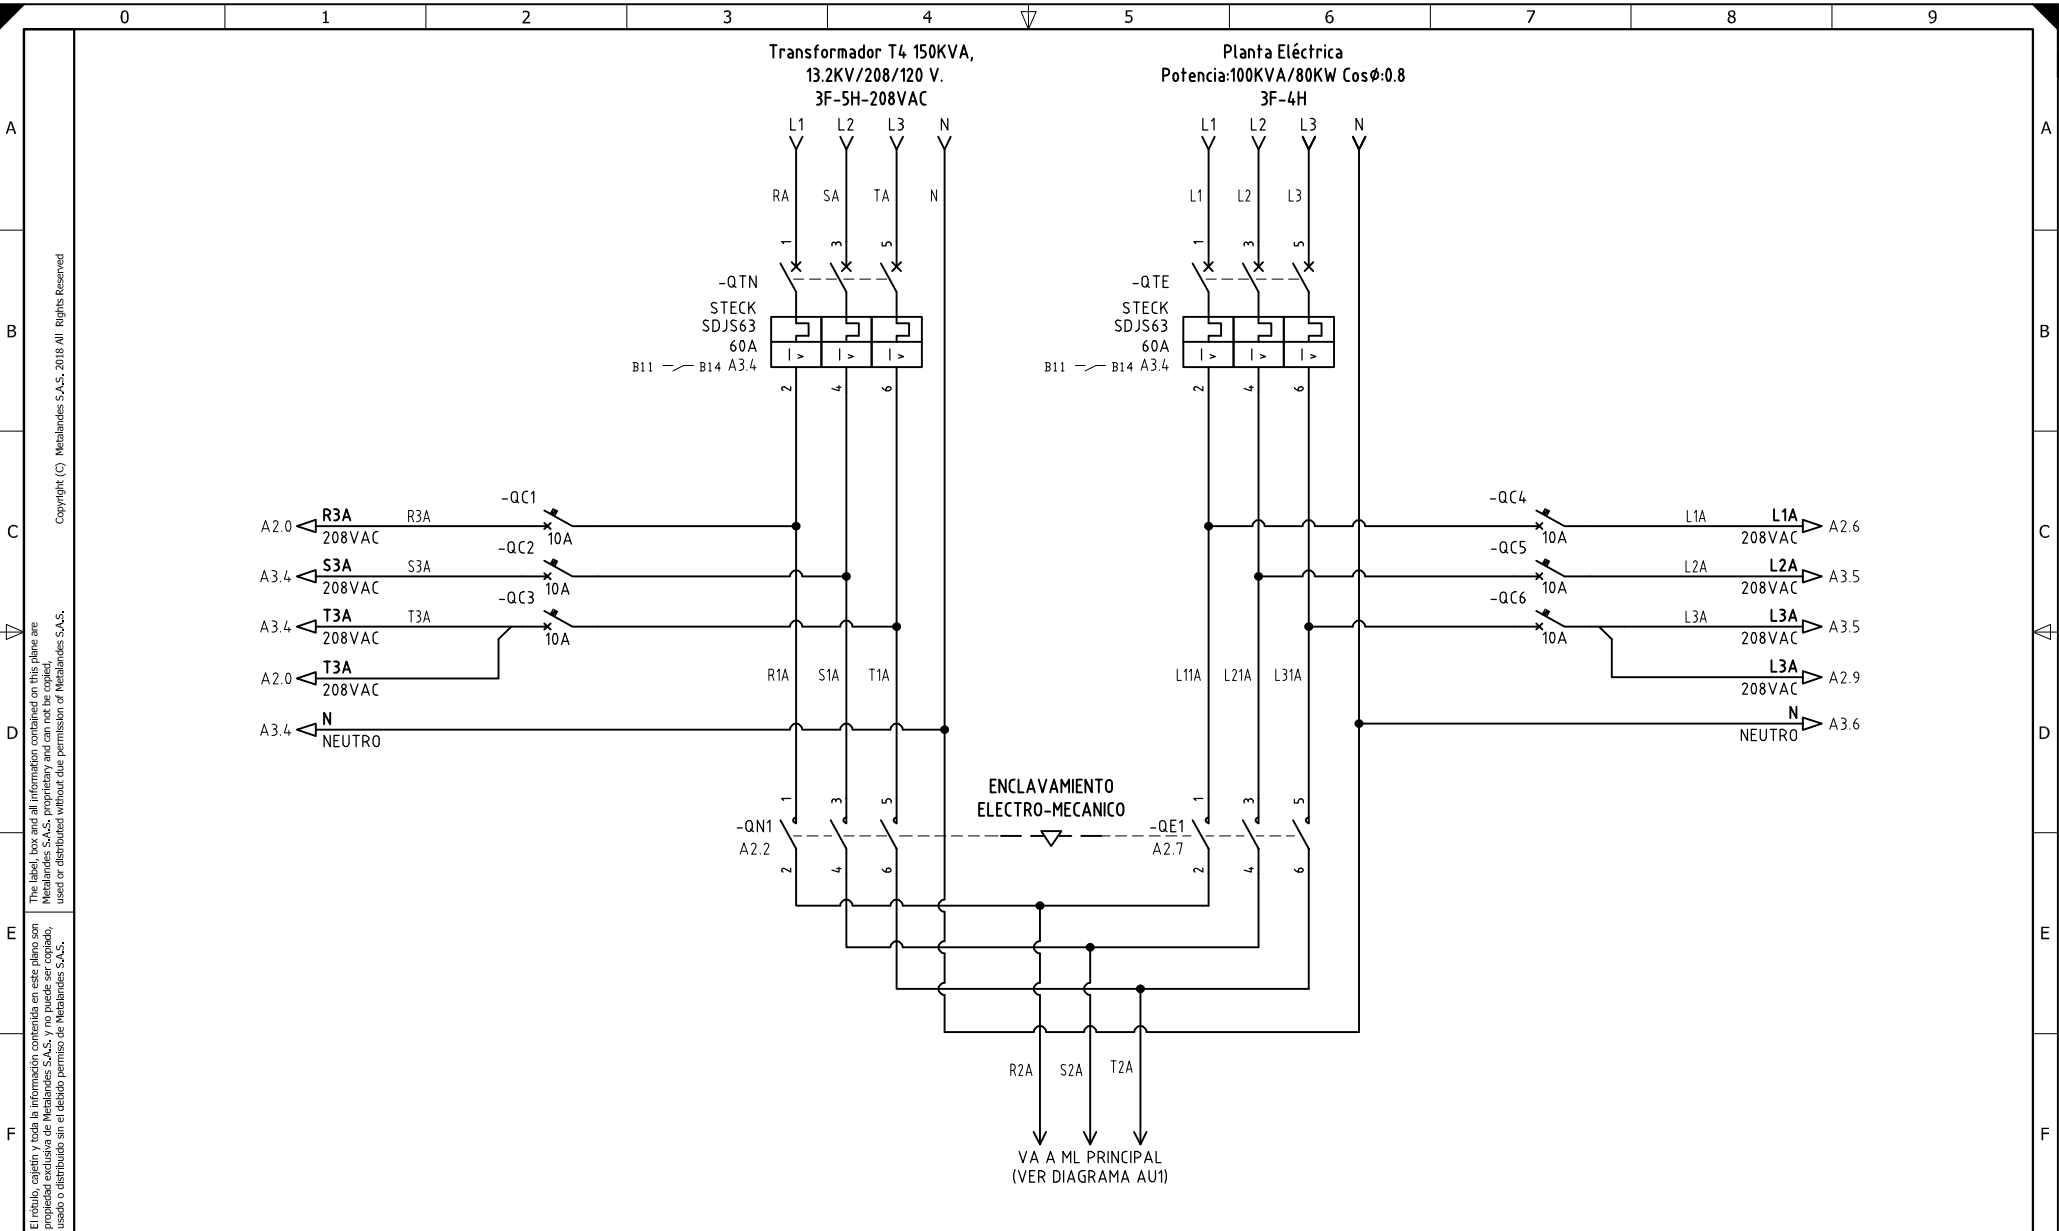 0 1 2 3 4 5 6 7 8 9
Transformador T4 150KVA,
13.2KV/208/120 V.
3F-5H-208VAC
L1 L2 L3 N
RA SA TA N
1 3 5
-QTN
STECK
SDJS63
60A
I > I > I >
B11 B14 A3.4
2 4 6
Planta Eléctrica
Potencia:100KVA/80KW CosØ:0.8
3F-4H
L1 L2 L3 N
L1 L2 L3
1 3 5
-QTE
STECK
SDJS63
60A
I > I > I >
B11 B14 A3.4
2 4 6
-QC1
A2.0 R3A R3A
208VAC 10A
-QC2
A3.4 S3A S3A
208VAC 10A
-QC3
A3.4 T3A T3A
208VAC 10A
A2.0 T3A
208VAC
A3.4 N
NEUTRO
R1A S1A T1A
-QC4
L1A L1A A2.6
10A 208VAC
-QC5
L2A L2A A3.5
10A 208VAC
-QC6
L3A L3A A3.5
10A 208VAC
L3A A2.9
208VAC
N A3.6
NEUTRO
L11A L21A L31A
ENCLAVAMIENTO
ELECTRO-MECANICO
1 3 5
-QN1
A2.2
2 4 6
1 3 5
-QE1
A2.7
2 4 6
R2A S2A T2A
VA A ML PRINCIPAL
(VER DIAGRAMA AU1)
A A
B B
C C
D D
E E
F F
Copyright (C) Metalandes S.A.S. 2018 All Rights Reserved
The label, box and all information contained on this plane are
Metalandes S.A.S. proprietary and can not be copied,
used or distributed without due permission of Metalandes S.A.S.
El rótulo, cajetín y toda la información contenida en este plano son
propiedad exclusiva de Metalandes S.A.S. y no puede ser copiado,
usado o distribuido sin el debido permiso de Metalandes S.A.S.